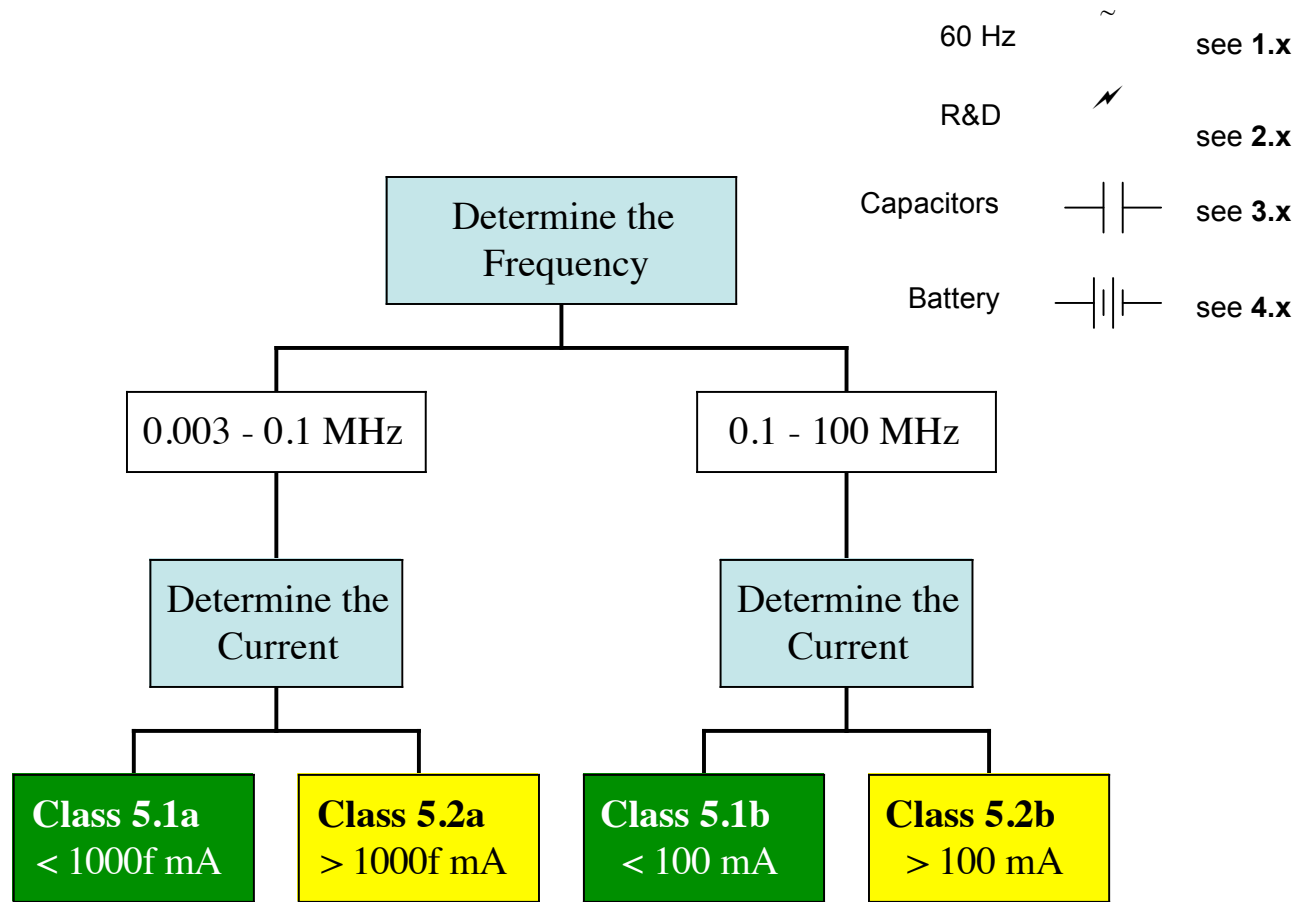 60 Hz ~ see 1.x
R&D see 2.x
Capacitors see 3.x
Battery see 4.x
Determine the
Frequency
0.003 - 0.1 MHz
0.1 - 100 MHz
Determine the
Current
Determine the
Current
Class 5.1a
< 1000f mA
Class 5.2a
> 1000f mA
Class 5.1b
< 100 mA
Class 5.2b
> 100 mA